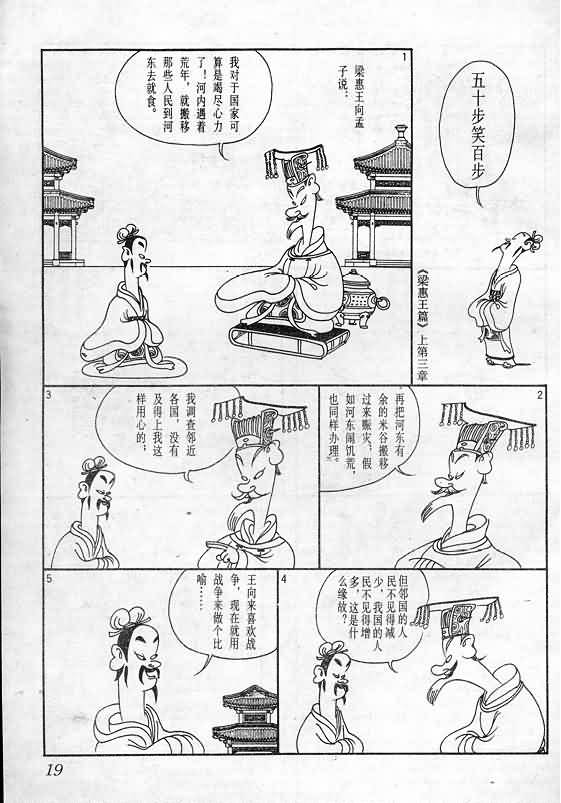 五十步笑百步
《梁惠王篇》上第三章
1
梁惠王向孟
子说：
我对于国家可
算是竭尽心力
了！河内遇着
荒年，就搬移
那些人民到河
东去就食。
2
再把河东有
余的米谷搬移
过来赈灾，假
如河东闹饥荒，
也同样办理。
3
我调查邻近
各国，没有
及得上我这
样用心的；
4
但邻国的人
民不见得减
少，我国的人
民不见得增
多，这是什
么缘故？
5
王向来喜欢战
争，现在就用
战争来做个比
喻……
19